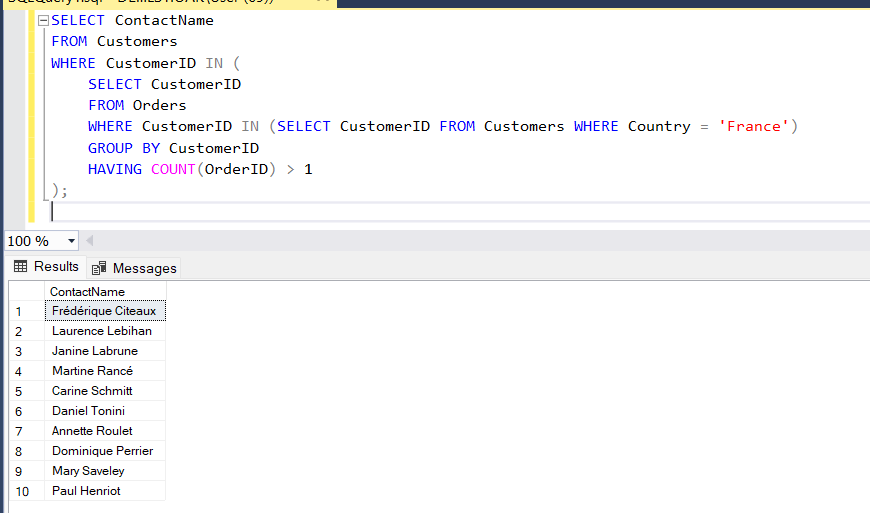 SELECT ContactName
FROM Customers
WHERE CustomerID IN (
SELECT CustomerID
FROM Orders
WHERE CustomerID IN (SELECT CustomerID FROM Customers WHERE Country = 'France')
GROUP BY CustomerID
HAVING COUNT(OrderID) > 1
);
100 %
Results Messages
ContactName
1 Frédérique Citeaux
2 Laurence Lebihan
3 Janine Labrune
4 Martine Rancé
5 Carine Schmitt
6 Daniel Tonini
7 Annette Roulet
8 Dominique Perrier
9 Mary Saveley
10 Paul Henriot